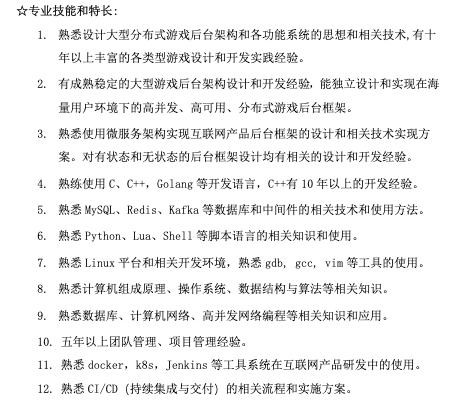 ☆专业技能和特长:
1. 熟悉设计大型分布式游戏后台架构和各功能系统的思想和相关技术,有十
年以上丰富的各类型游戏设计和开发实践经验。
2. 有成熟稳定的大型游戏后台架构设计和开发经验，能独立设计和实现在海
量用户环境下的高并发、高可用、分布式游戏后台框架。
3. 熟悉使用微服务架构实现互联网产品后台框架的设计和相关技术实现方
案。对有状态和无状态的后台框架设计均有相关的设计和开发经验。
4. 熟练使用 C、C++，Golang 等开发语言，C++有 10 年以上的开发经验。
5. 熟悉 MySQL、Redis、Kafka 等数据库和中间件的相关技术和使用方法。
6. 熟悉 Python、Lua、Shell 等脚本语言的相关知识和使用。
7. 熟悉 Linux 平台和相关开发环境，熟悉 gdb, gcc, vim 等工具的使用。
8. 熟悉计算机组成原理、操作系统、数据结构与算法等相关知识。
9. 熟悉数据库、计算机网络、高并发网络编程等相关知识和应用。
10. 五年以上团队管理、项目管理经验。
11. 熟悉 docker，k8s，Jenkins 等工具系统在互联网产品研发中的使用。
12. 熟悉 CI/CD (持续集成与交付) 的相关流程和实施方案。